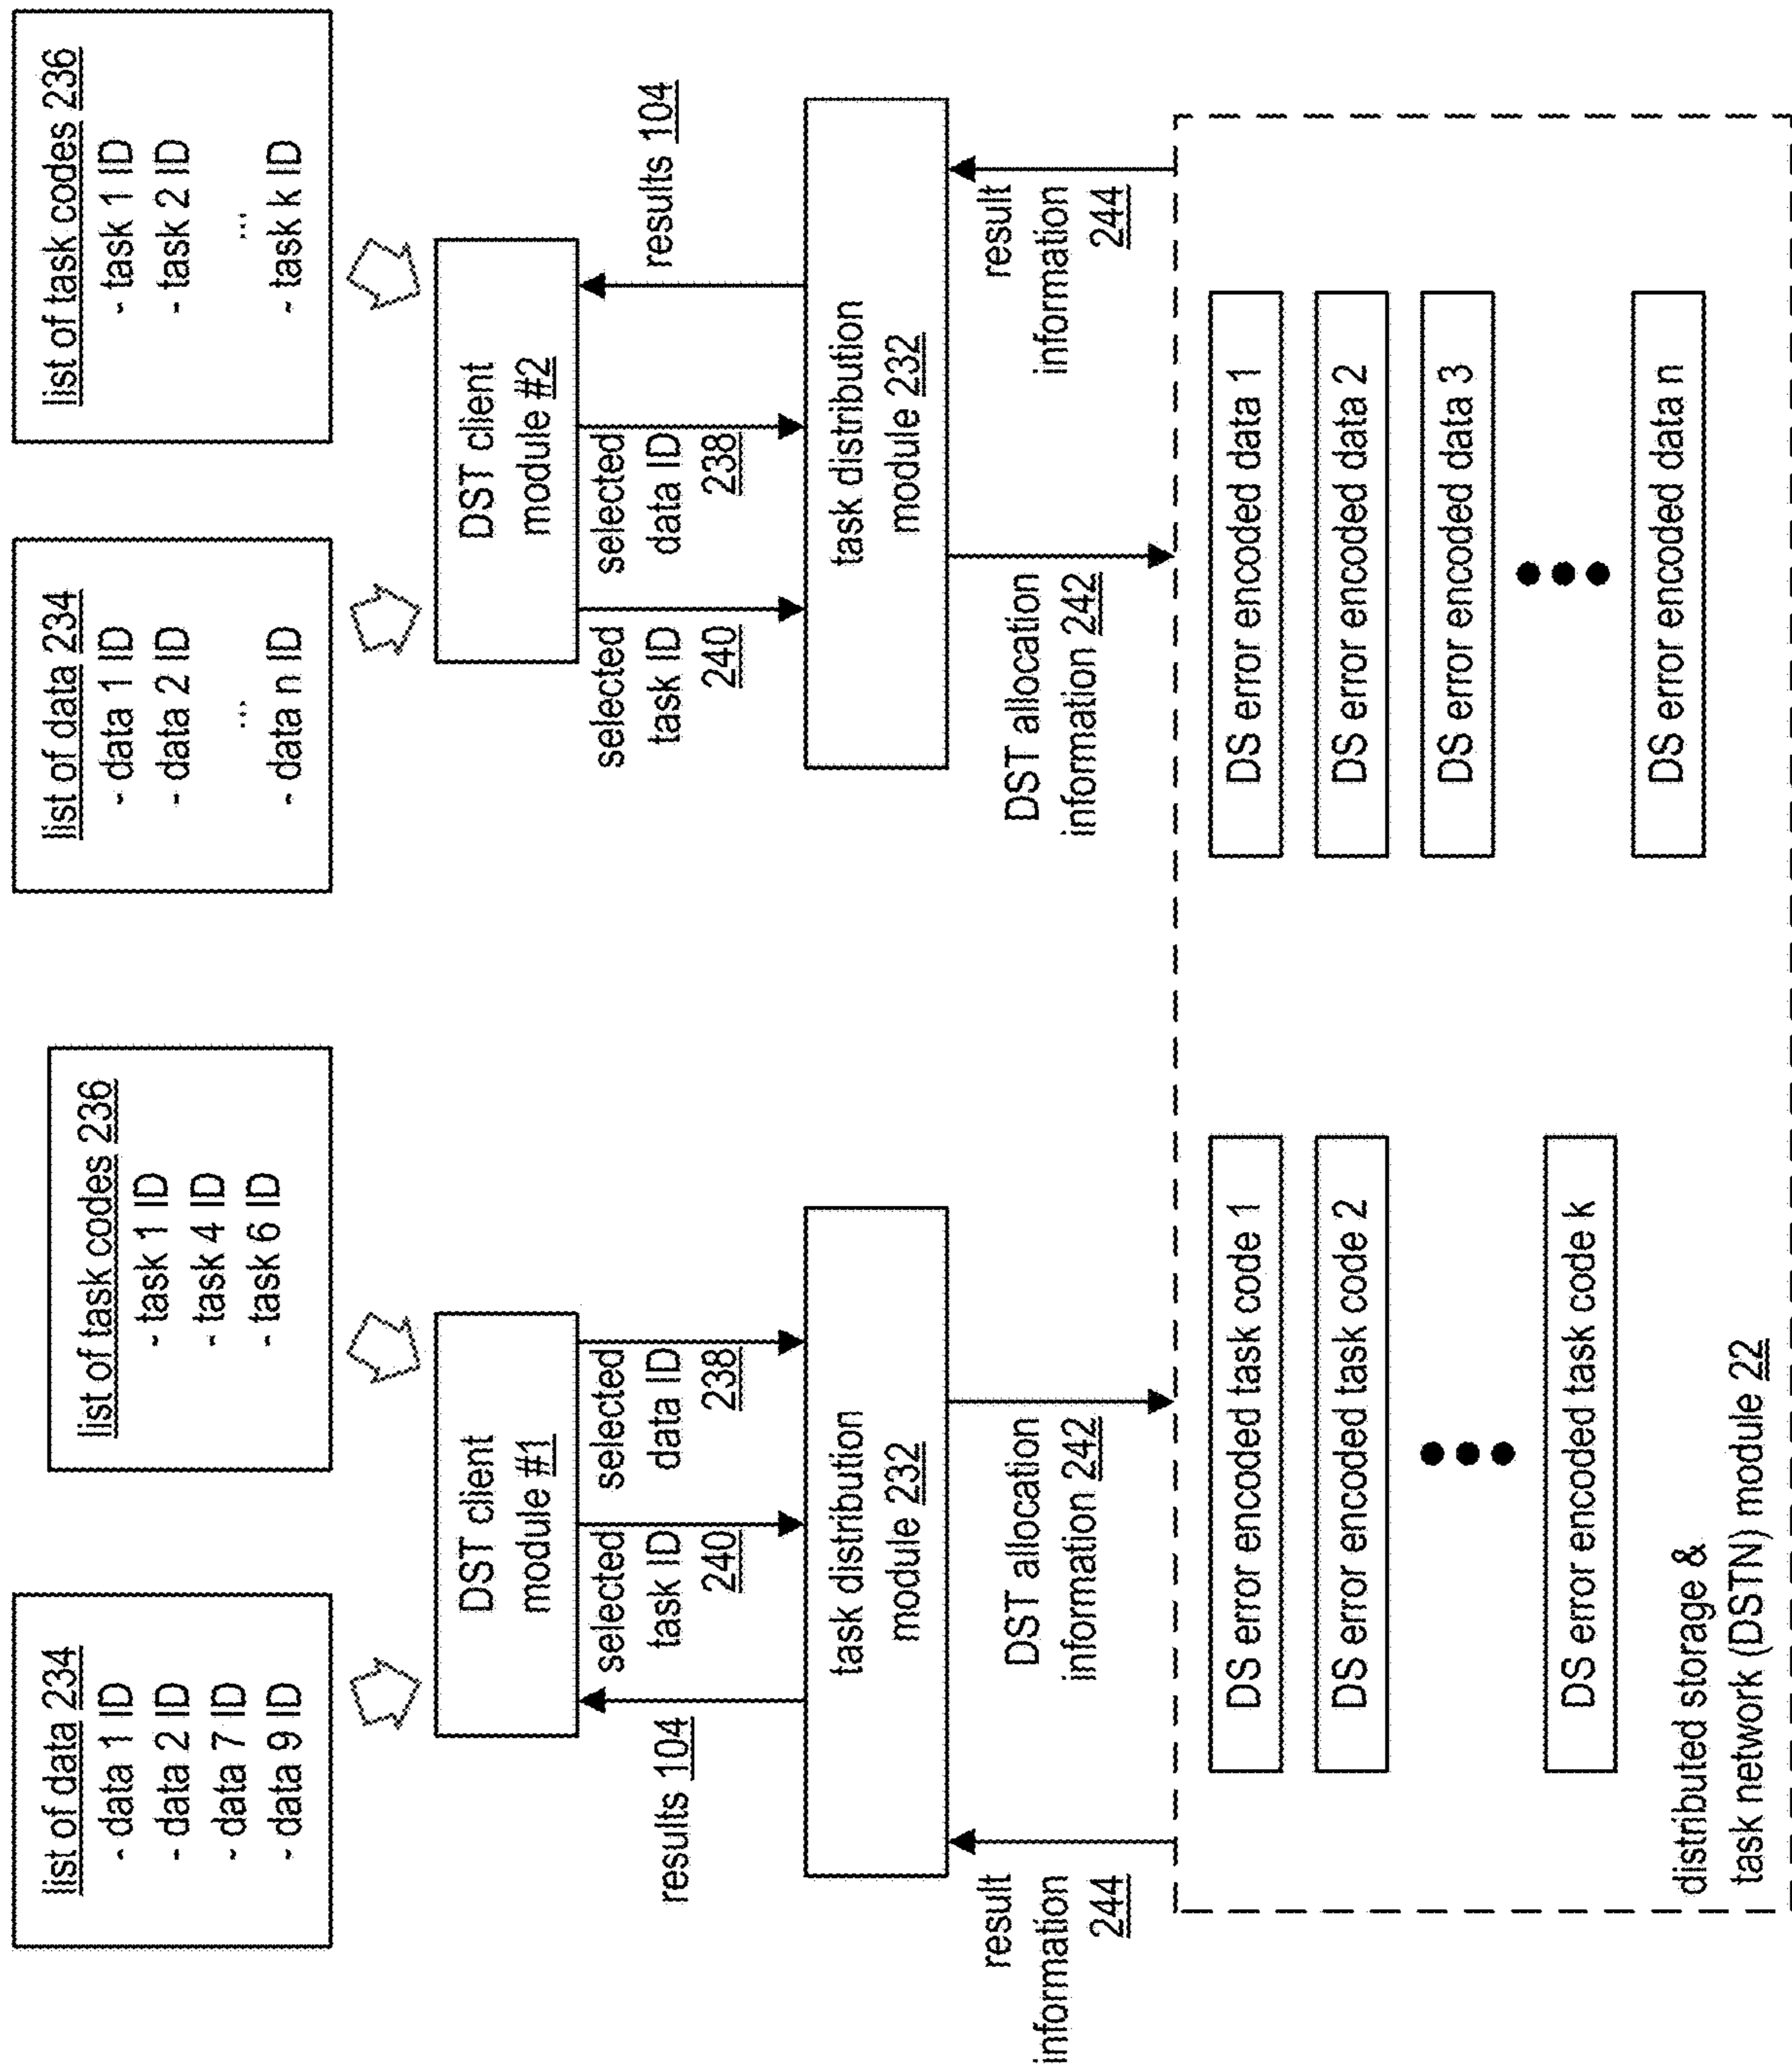 list of data 234
- data 1 ID
- data 2 ID
- data 7 ID
- data 9 ID
list of task codes 236
- task 1 ID
- task 4 ID
- task 6 ID
list of data 234
- data 1 ID
- data 2 ID
...
- data n ID
list of task codes 236
- task 1 ID
- task 2 ID
...
- task k ID
DST client
module #1
DST client
module #2
results 104
selected
task ID
240
selected
data ID
238
selected
task ID
240
selected
data ID
238
results 104
task distribution
module 232
task distribution
module 232
result
information
244
DST allocation
information 242
DST allocation
information 242
result
information
244
DS error encoded task code 1
DS error encoded task code 2
DS error encoded task code k
DS error encoded data 1
DS error encoded data 2
DS error encoded data 3
DS error encoded data n
distributed storage &
task network (DSTN) module 22